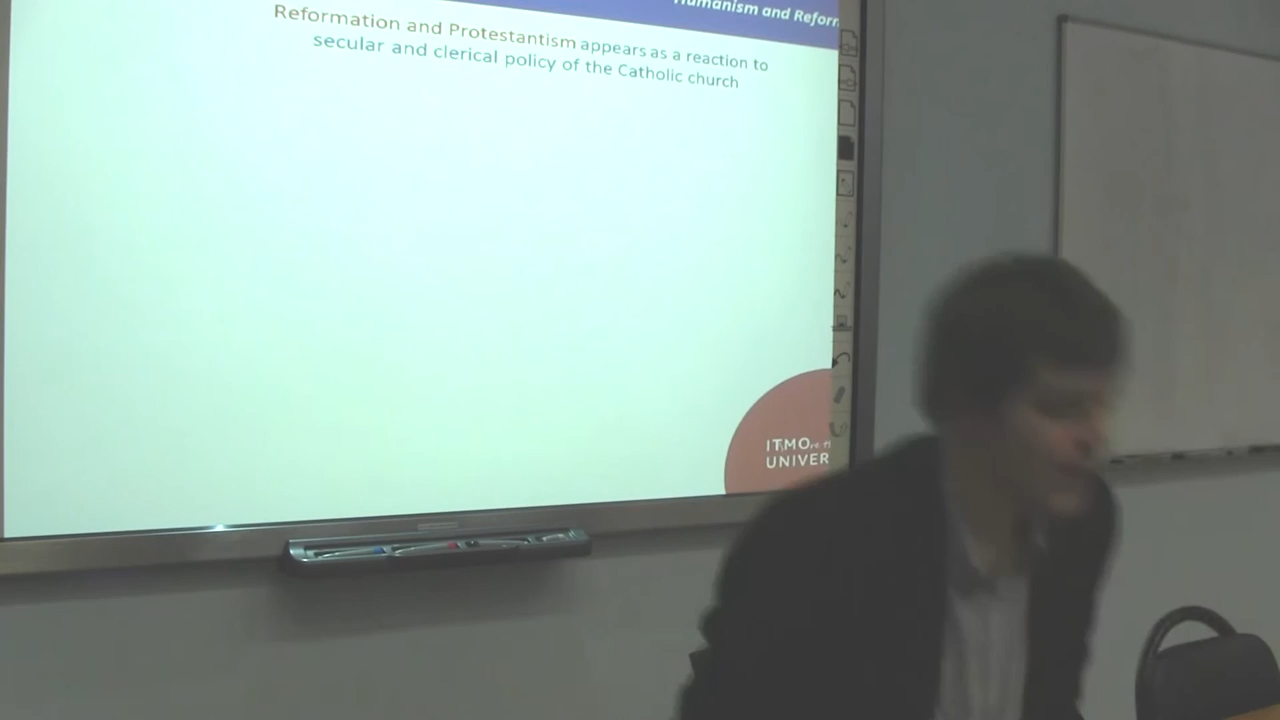 Humanism and Reform
Reformation and Protestantism appears as a reaction to
secular and clerical policy of the Catholic church
ITMO
UNIVER